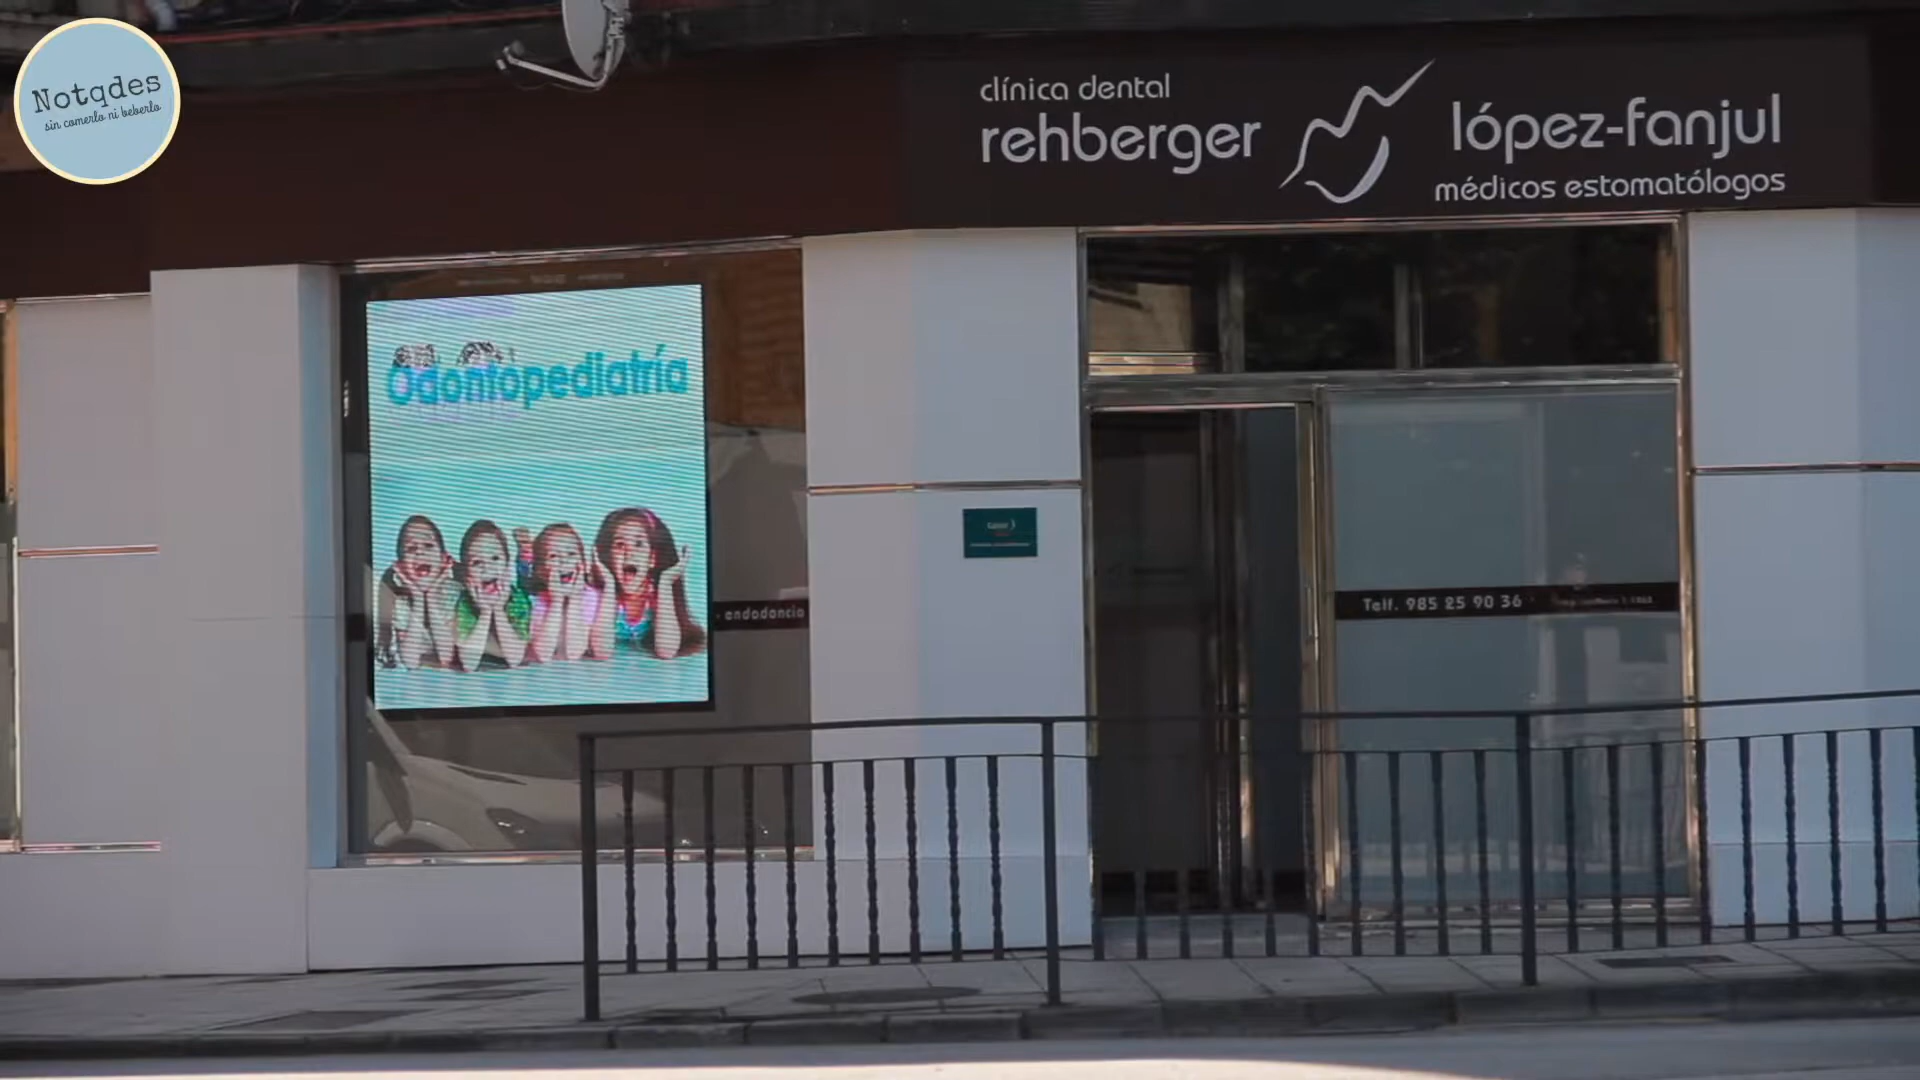 Notqdes
sin comerlo ni beberlo
clínica dental
rehberger
lópez-fanjul
médicos estomatólogos
Odontopediatría
· endodoncia
Telf. 985 25 90 36 ·